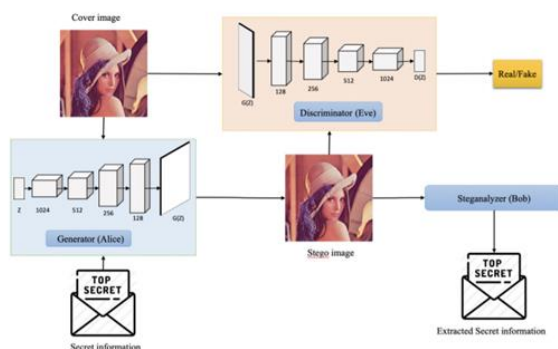 Cover image
G(Z)
128
256
512
1024
D(Z)
Discriminator (Eve)
Real/Fake
Z
1024
512
256
128
G(Z)
Generator (Alice)
Stego image
Steganalyzer (Bob)
TOP
SECRET
Secret information
TOP
SECRET
Extracted Secret information